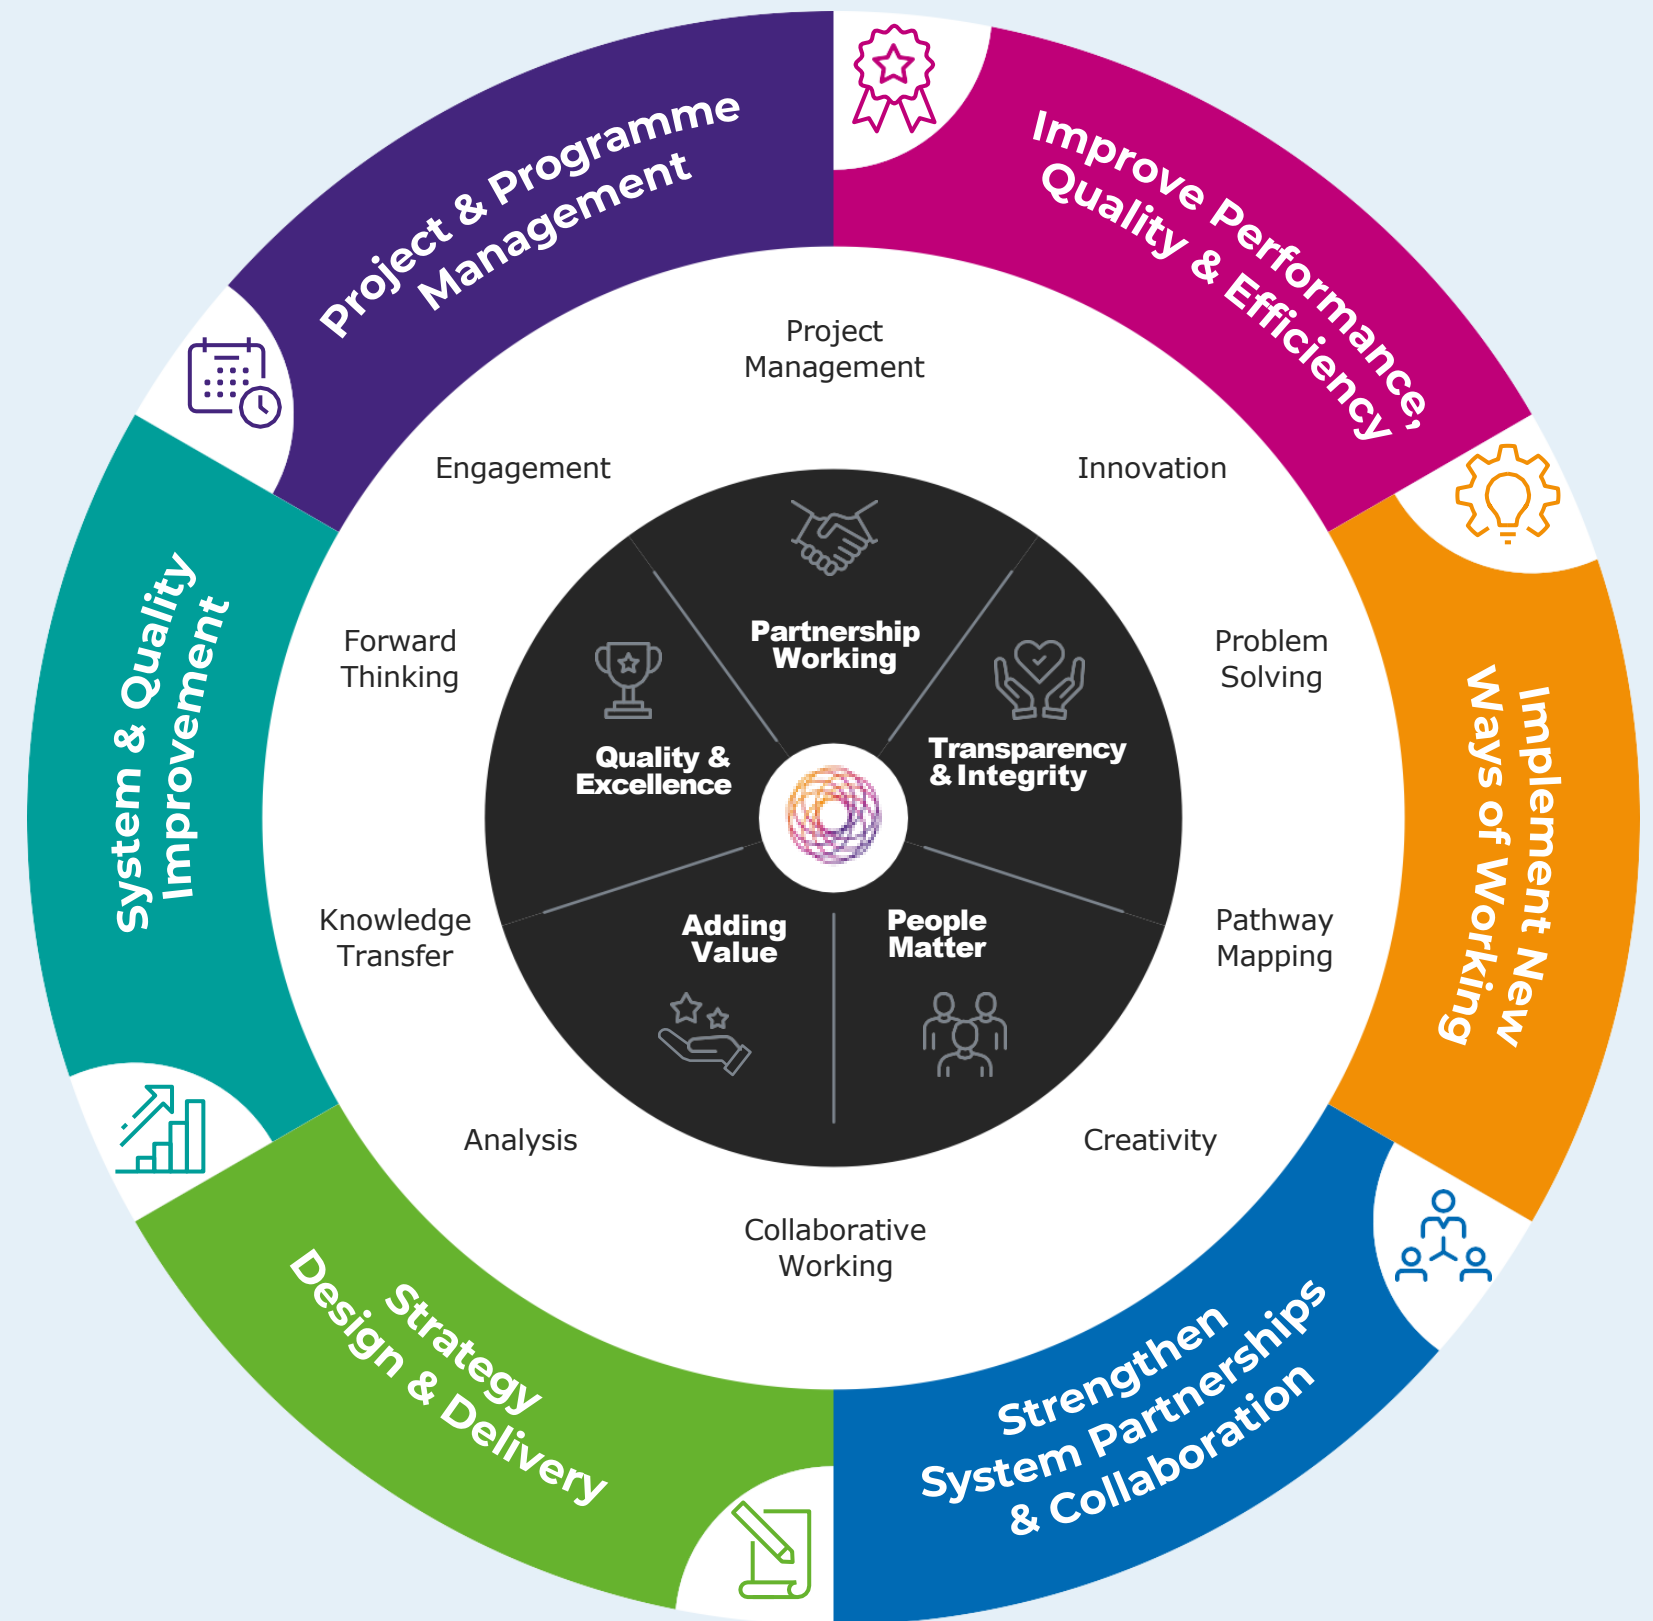 Project & Programme
Management
Improve Performance,
Quality & Efficiency
Implement New
Ways of Working
Strengthen
System Partnerships
& Collaboration
Strategy
Design & Delivery
System & Quality
Improvement
Project
Management
Innovation
Problem
Solving
Pathway
Mapping
Creativity
Collaborative
Working
Analysis
Knowledge
Transfer
Forward
Thinking
Engagement
Partnership
Working
Transparency
& Integrity
People
Matter
Adding
Value
Quality &
Excellence